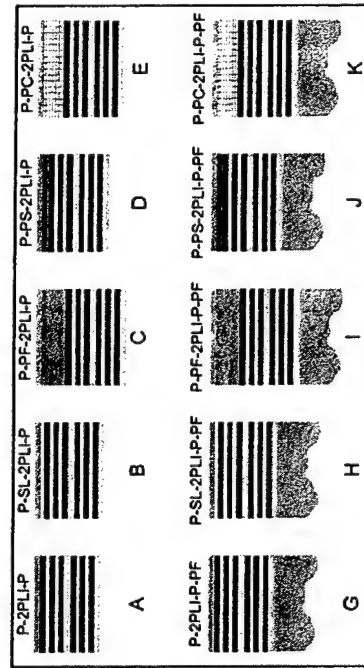 P-2PLI-P P-SL-2PLI-P P-PF-2PLI-P P-PS-2PLI-P P-PC-2PLI-P
A B C D E
P-2PLI-P-PF P-SL-2PLI-P-PF P-PF-2PLI-P-PF P-PS-2PLI-P-PF P-PC-2PLI-P-PF
G H I J K